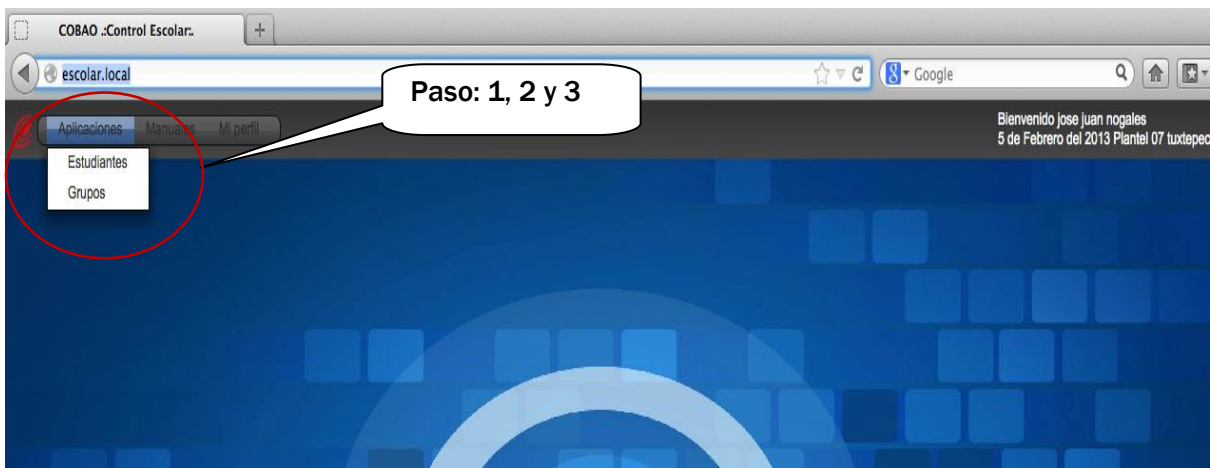 COBAO .:Control Escolar:.
escolar.local
Google
Paso: 1, 2 y 3
Aplicaciones Manuales Mi perfil
Bienvenido jose juan nogales
5 de Febrero del 2013 Plantel 07 tuxtepec
Estudiantes
Grupos